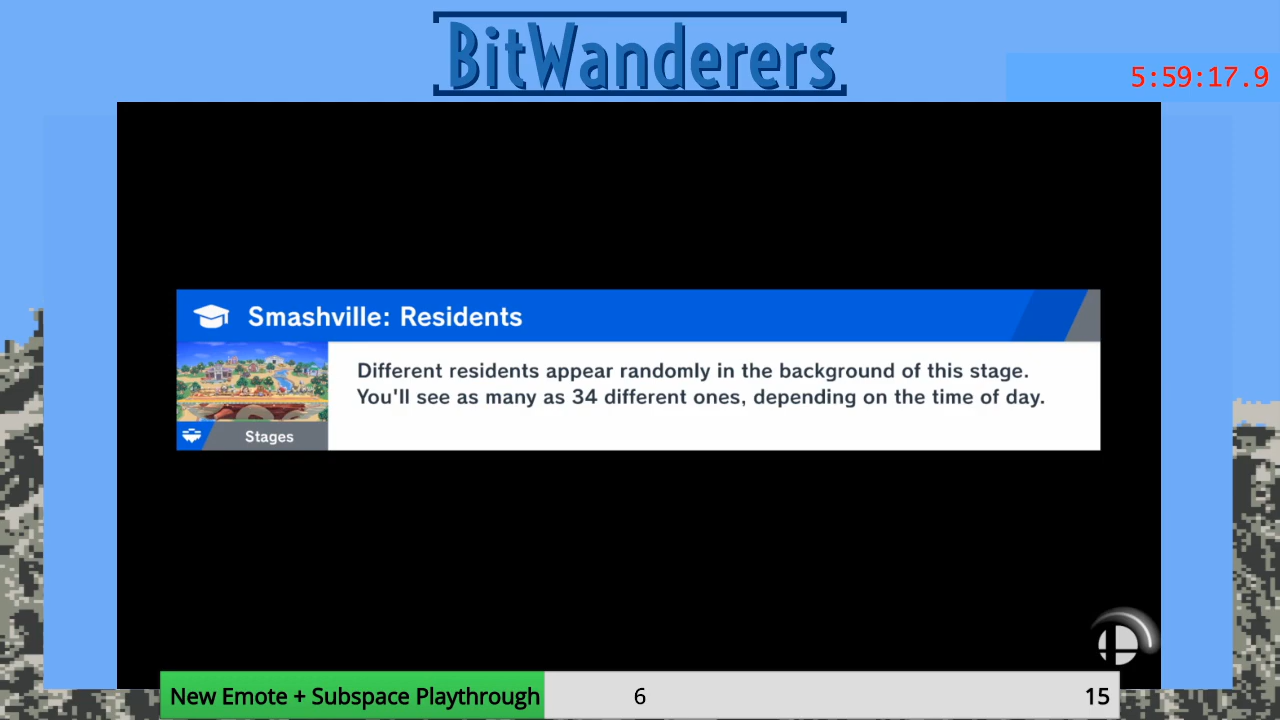 BitWanderers
5:59:17.9
Smashville: Residents
Different residents appear randomly in the background of this stage.
You'll see as many as 34 different ones, depending on the time of day.
Stages
New Emote + Subspace Playthrough 6 15